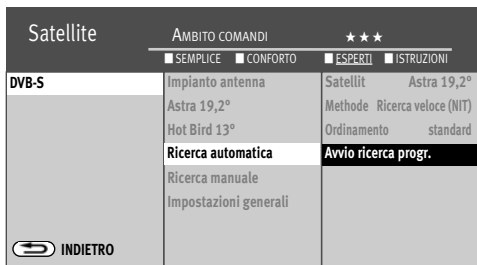 Satellite
AMBITO COMANDI ★★★
SEMPLICE CONFORTO ESPERTI ISTRUZIONI
DVB-S
Impianto antenna
Astra 19,2°
Hot Bird 13°
Ricerca automatica
Ricerca manuale
Impostazioni generali
Satellit Astra 19,2°
Methode Ricerca veloce (NIT)
Ordinamento standard
Avvio ricerca progr.
INDIETRO